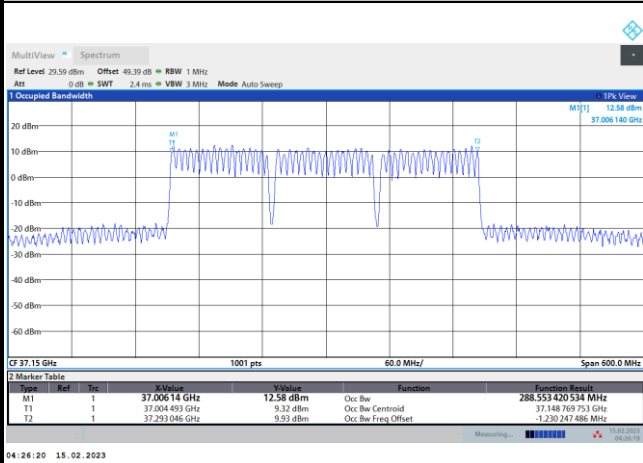 MultiView Spectrum
Ref Level 29.59 dBm Offset 49.39 dB RBW 1 MHz
Att 0 dB SWT 2.4 ms VBW 3 MHz Mode Auto Sweep
1 Occupied Bandwidth 1Pk View
M1[1] 12.58 dBm
37.006 140 GHz
20 dBm
M1
T1
T2
10 dBm
0 dBm
-10 dBm
-20 dBm
-30 dBm
-40 dBm
-50 dBm
-60 dBm
CF 37.15 GHz 1001 pts 60.0 MHz/ Span 600.0 MHz
2 Marker Table
Type Ref Trc X-Value Y-Value Function Function Result
M1 1 37.006 14 GHz 12.58 dBm Occ Bw 288.553 420 534 MHz
T1 1 37.004 493 GHz 9.32 dBm Occ Bw Centroid 37.148 769 753 GHz
T2 1 37.293 046 GHz 9.93 dBm Occ Bw Freq Offset -1.230 247 486 MHz
Measuring... 15.02.2023
04:26:19
04:26:20 15.02.2023